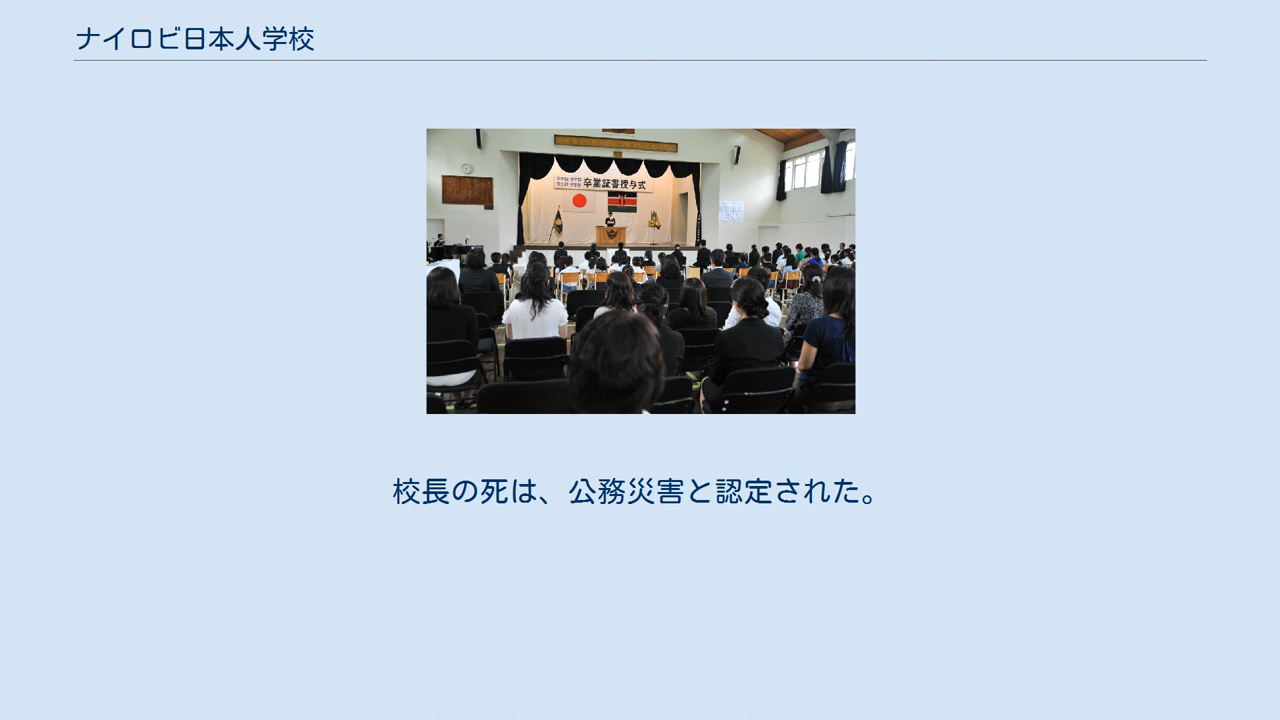 ナイロビ日本人学校
卒業証書授与式
校長の死は、公務災害と認定された。